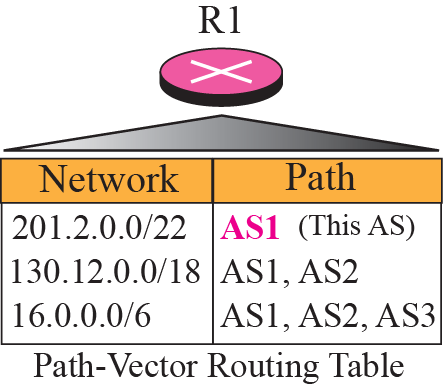 R1
Network Path
201.2.0.0/22 AS1 (This AS)
130.12.0.0/18 AS1, AS2
16.0.0.0/6 AS1, AS2, AS3
Path-Vector Routing Table